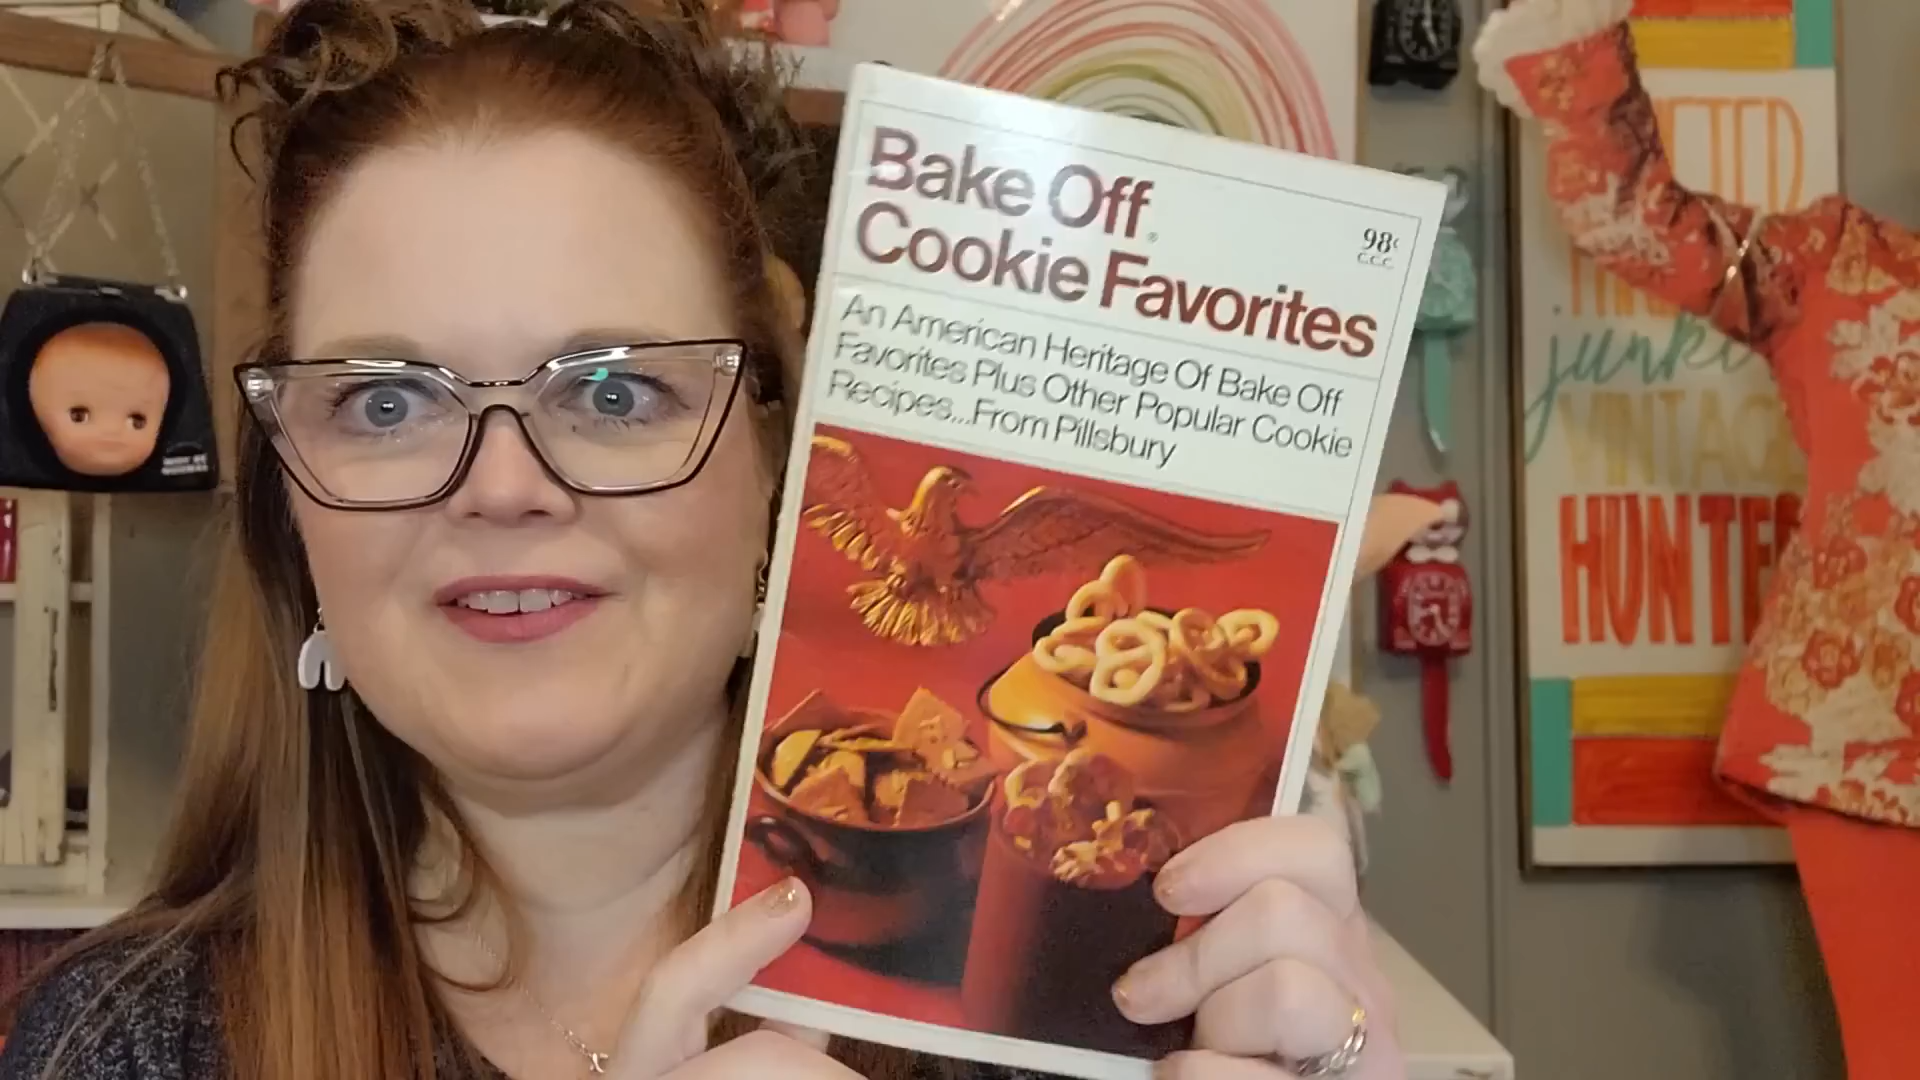 Bake Off®
Cookie Favorites
98¢
C.C.C.
An American Heritage Of Bake Off
Favorites Plus Other Popular Cookie
Recipes...From Pillsbury
junki
VINTAG
HUNTE